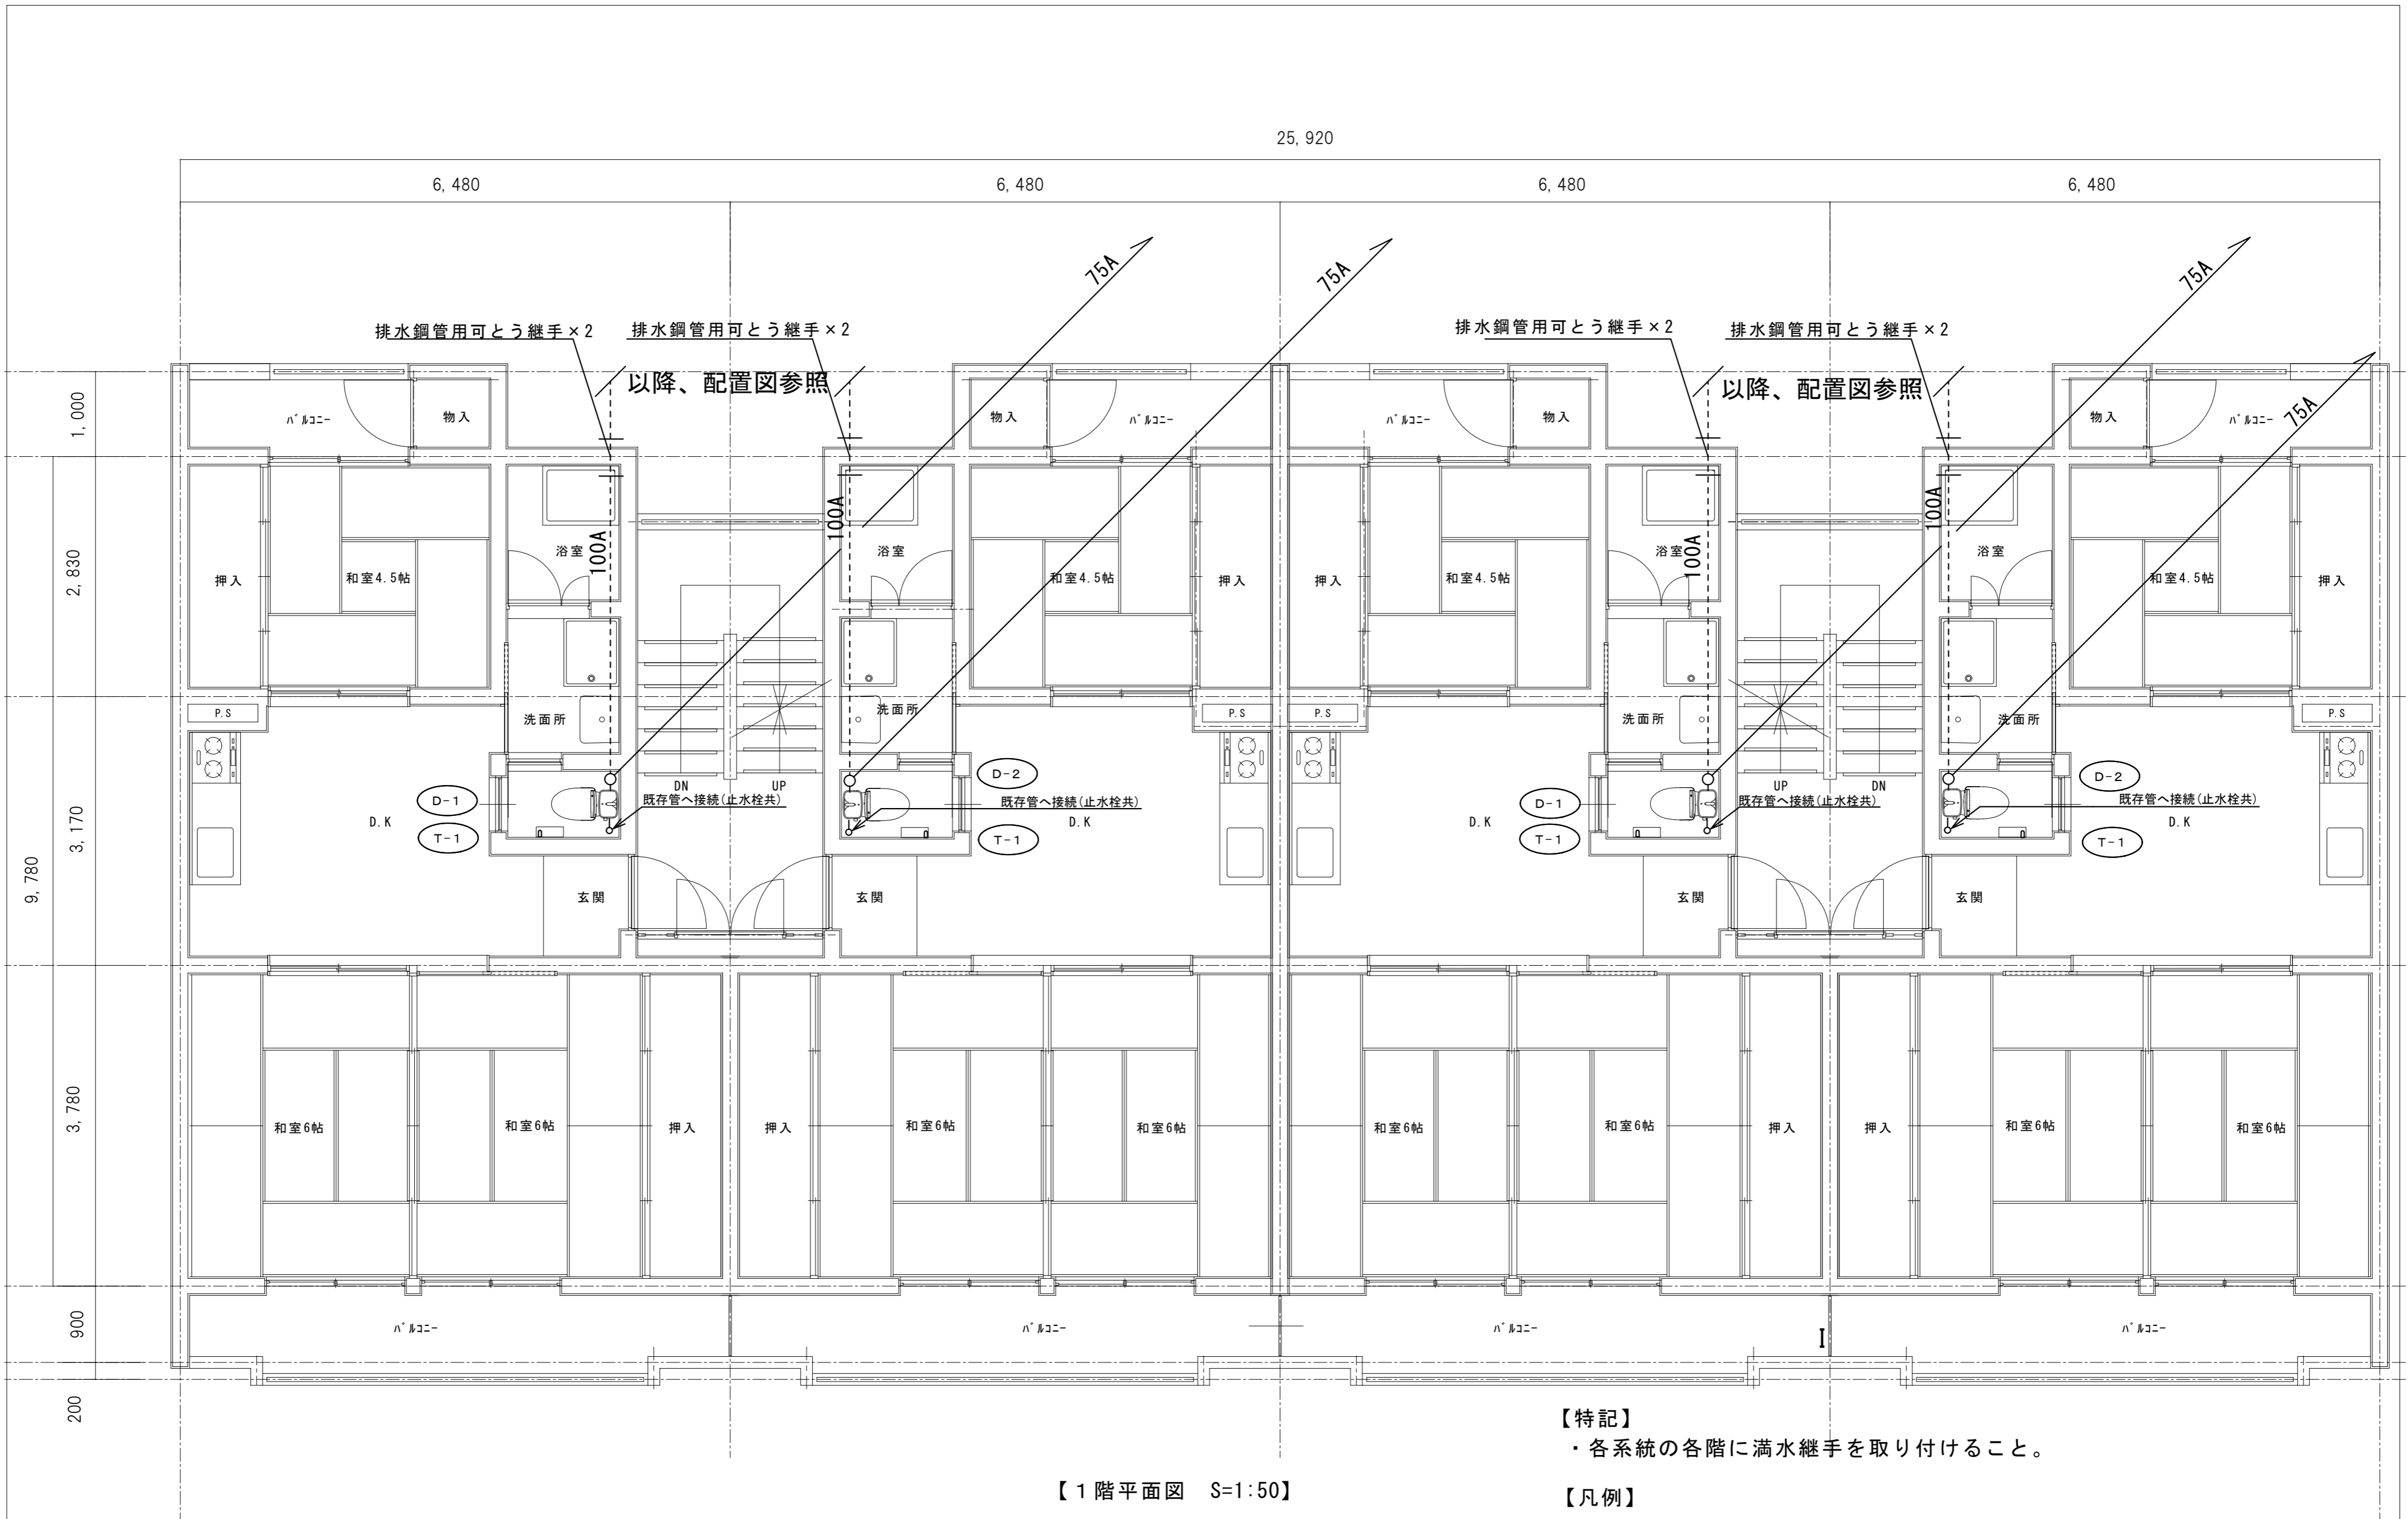 25,920
6,480
6,480
6,480
6,480
75A
75A
75A
75A
排水鋼管用可とう継手×2
排水鋼管用可とう継手×2
排水鋼管用可とう継手×2
排水鋼管用可とう継手×2
以降、配置図参照
以降、配置図参照
1,000
2,830
3,170
9,780
3,780
900
200
バルコニー
物入
物入
バルコニー
バルコニー
物入
物入
バルコニー
100A
100A
100A
100A
押入
和室4.5帖
浴室
浴室
和室4.5帖
押入
押入
和室4.5帖
浴室
浴室
和室4.5帖
押入
P.S
洗面所
洗面所
P.S
P.S
洗面所
洗面所
P.S
DN
UP
UP
DN
D-1
D-2
D-1
D-2
既存管へ接続(止水栓共)
既存管へ接続(止水栓共)
既存管へ接続(止水栓共)
既存管へ接続(止水栓共)
D.K
D.K
D.K
D.K
T-1
T-1
T-1
T-1
玄関
玄関
玄関
玄関
和室6帖
和室6帖
押入
押入
和室6帖
和室6帖
和室6帖
和室6帖
押入
押入
和室6帖
和室6帖
バルコニー
バルコニー
バルコニー
バルコニー
【特記】
・各系統の各階に満水継手を取り付けること。
【1階平面図 S=1:50】
【凡例】